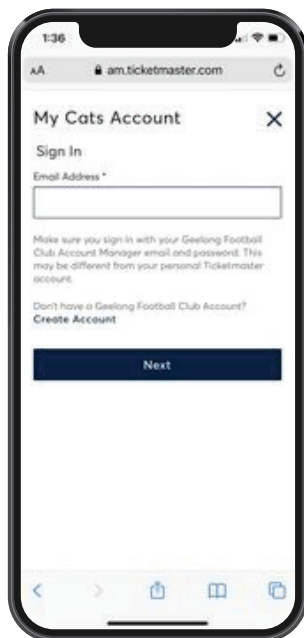 1:36
AA am.ticketmaster.com
My Cats Account
Sign In
Email Address *
Make sure you sign in with your Geelong Football
Club Account Manager email and password. This
may be different from your personal Ticketmaster
account.
Don't have a Geelong Football Club Account?
Create Account
Next